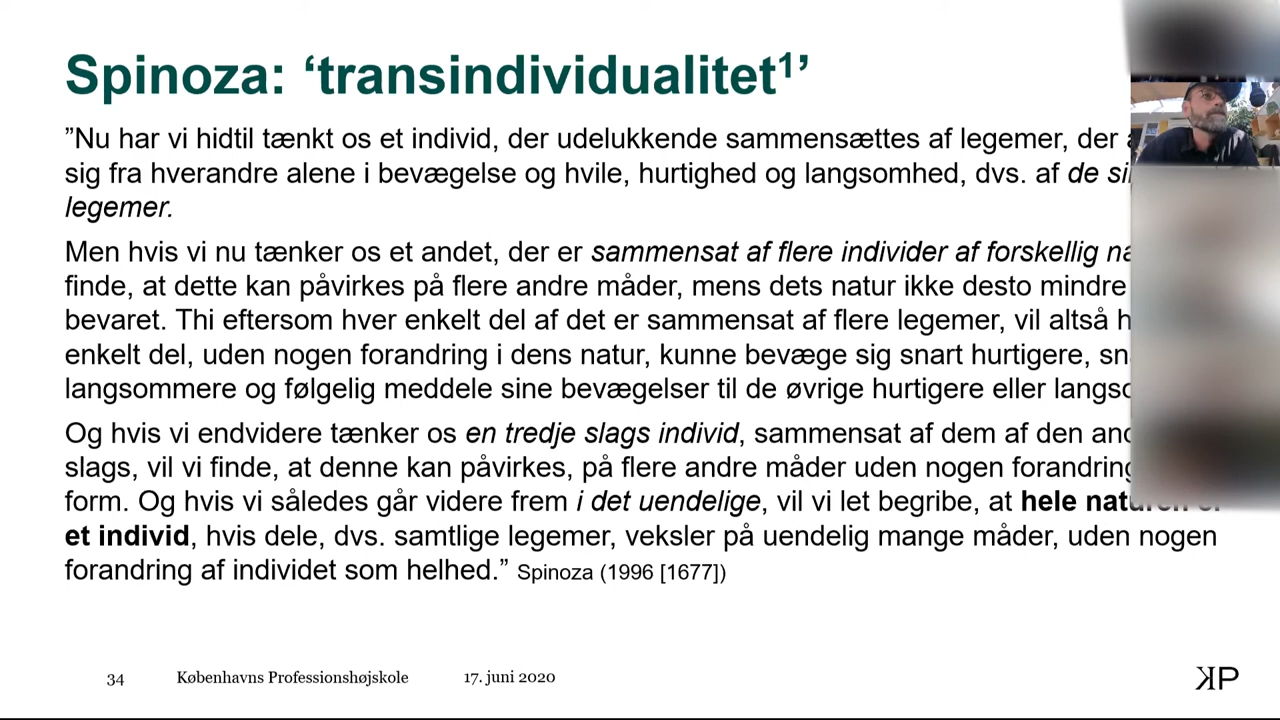 Spinoza: ‘transindividualitet¹’
”Nu har vi hidtil tænkt os et individ, der udelukkende sammensættes af legemer, der
sig fra hverandre alene i bevægelse og hvile, hurtighed og langsomhed, dvs. af de
legemer.
Men hvis vi nu tænker os et andet, der er sammensat af flere individer af forskellig
finde, at dette kan påvirkes på flere andre måder, mens dets natur ikke desto mindre
bevaret. Thi eftersom hver enkelt del af det er sammensat af flere legemer, vil altså
enkelt del, uden nogen forandring i dens natur, kunne bevæge sig snart hurtigere,
langsommere og følgelig meddele sine bevægelser til de øvrige hurtigere eller
Og hvis vi endvidere tænker os en tredje slags individ, sammensat af dem af den
slags, vil vi finde, at denne kan påvirkes, på flere andre måder uden nogen forandring
form. Og hvis vi således går videre frem i det uendelige, vil vi let begribe, at hele naturen er
et individ, hvis dele, dvs. samtlige legemer, veksler på uendelig mange måder, uden nogen
forandring af individet som helhed.” Spinoza (1996 [1677])
34 Københavns Professionshøjskole 17. juni 2020
KP